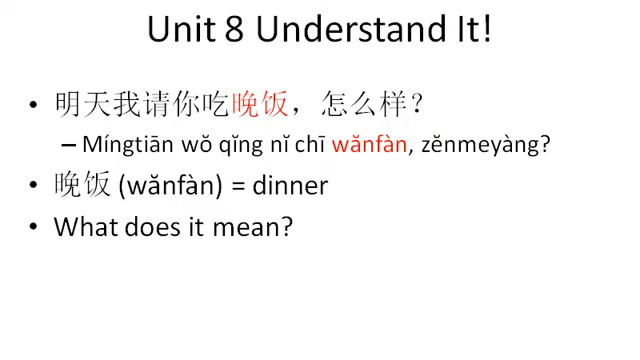 Unit 8 Understand It!
• 明天我请你吃晚饭，怎么样？
– Míngtiān wǒ qǐng nǐ chī wǎnfàn, zěnmeyàng?
• 晚饭 (wǎnfàn) = dinner
• What does it mean?